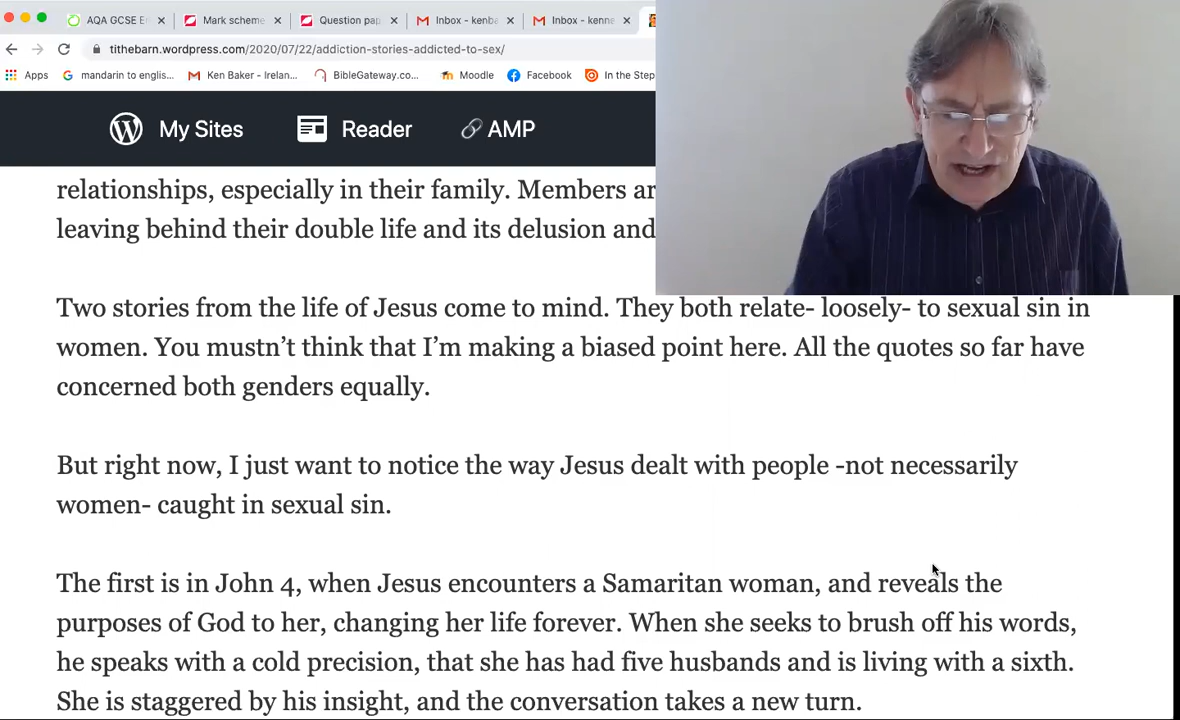 AQA GCSE E
Mark scheme
Question pap
Inbox - kenba
Inbox - kenne
tithebarn.wordpress.com/2020/07/22/addiction-stories-addicted-to-sex/
Apps
mandarin to englis...
Ken Baker - Irelan...
BibleGateway.co...
Moodle
Facebook
In the Step
My Sites
Reader
AMP
relationships, especially in their family. Members ar
leaving behind their double life and its delusion and
Two stories from the life of Jesus come to mind. They both relate- loosely- to sexual sin in
women. You mustn’t think that I’m making a biased point here. All the quotes so far have
concerned both genders equally.
But right now, I just want to notice the way Jesus dealt with people -not necessarily
women- caught in sexual sin.
The first is in John 4, when Jesus encounters a Samaritan woman, and reveals the
purposes of God to her, changing her life forever. When she seeks to brush off his words,
he speaks with a cold precision, that she has had five husbands and is living with a sixth.
She is staggered by his insight, and the conversation takes a new turn.